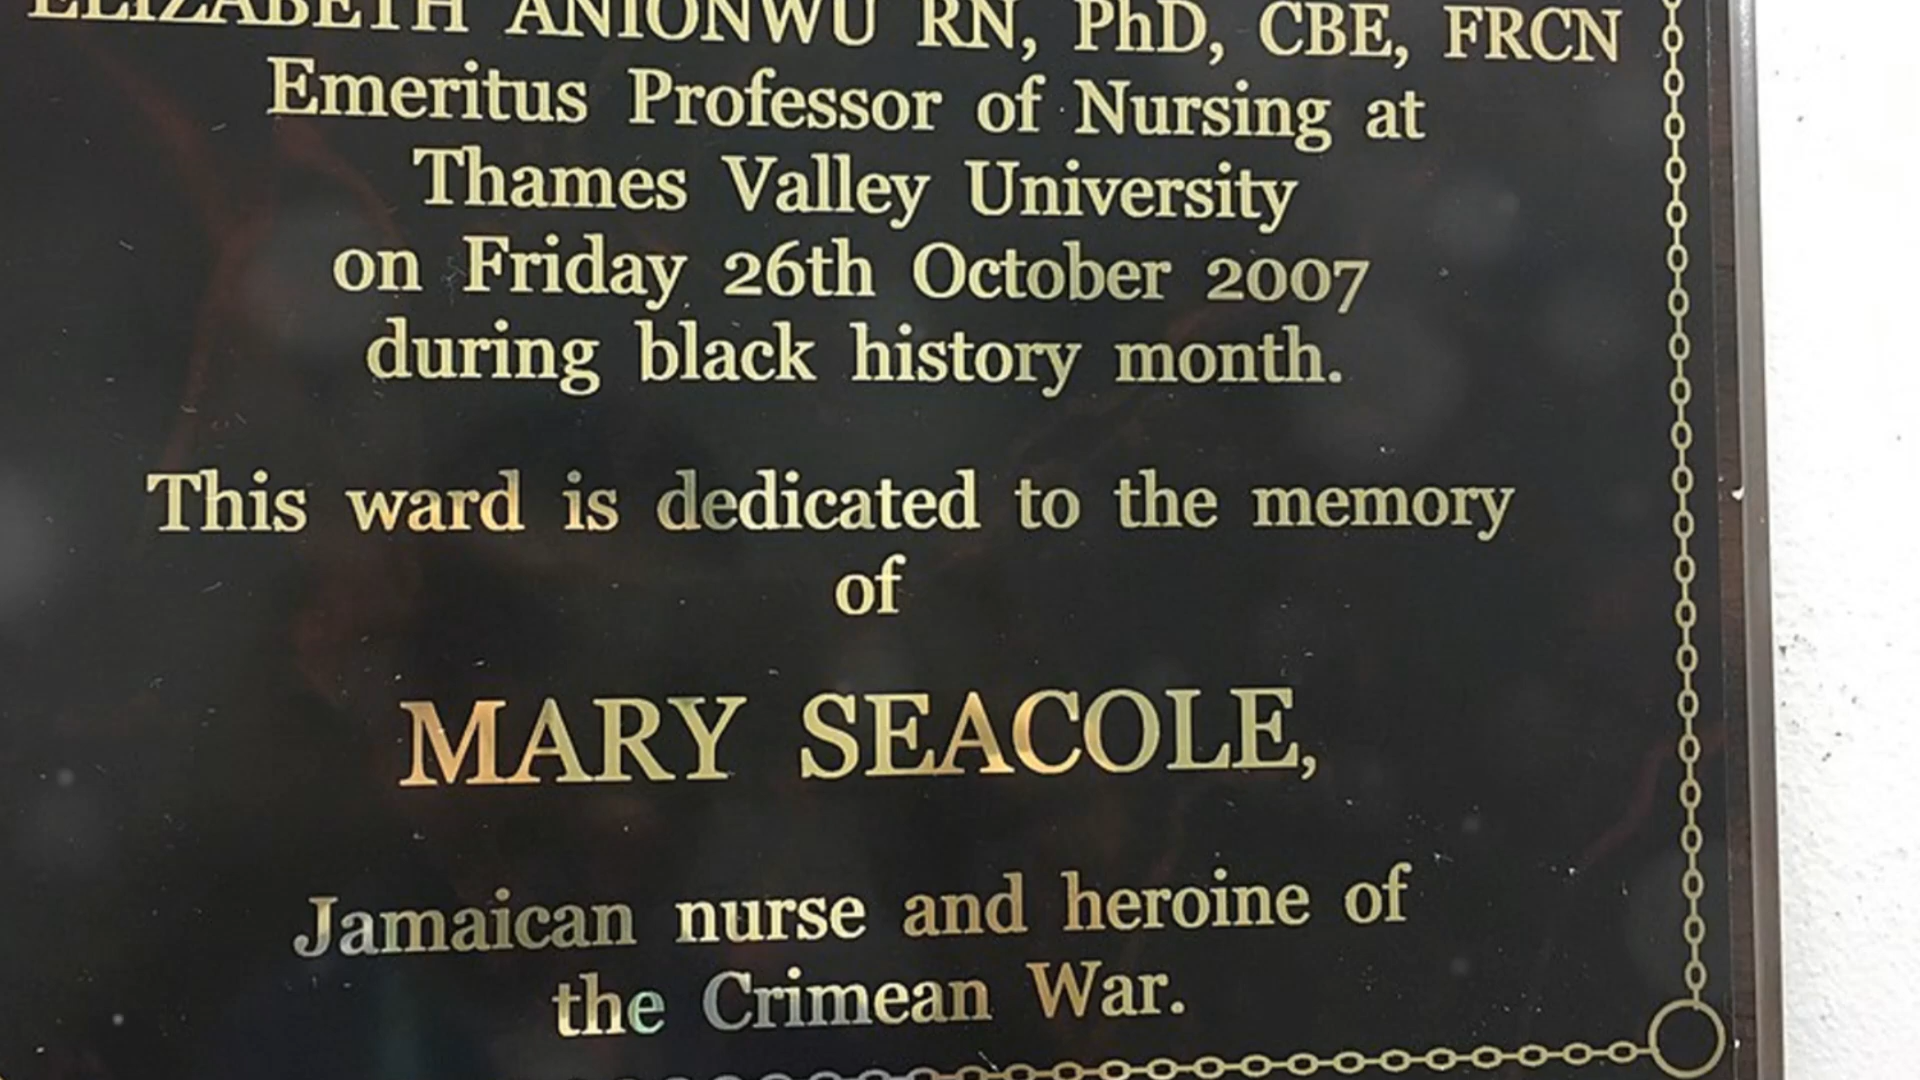 ELIZABETH ANIONWU RN, PhD, CBE, FRCN
Emeritus Professor of Nursing at
Thames Valley University
on Friday 26th October 2007
during black history month.
This ward is dedicated to the memory
of
MARY SEACOLE,
Jamaican nurse and heroine of
the Crimean War.